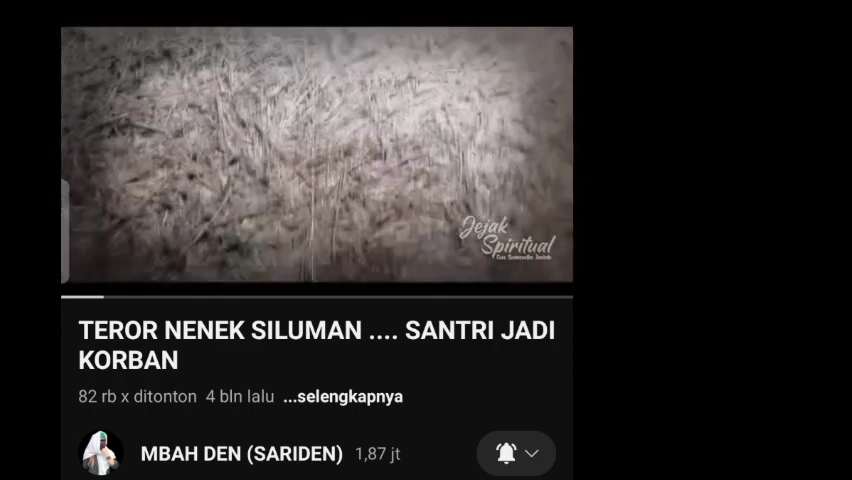 Jejak
Spiritual
TEROR NENEK SILUMAN .... SANTRI JADI
KORBAN
82 rb x ditonton 4 bln lalu ...selengkapnya
MBAH DEN (SARIDEN) 1,87 jt